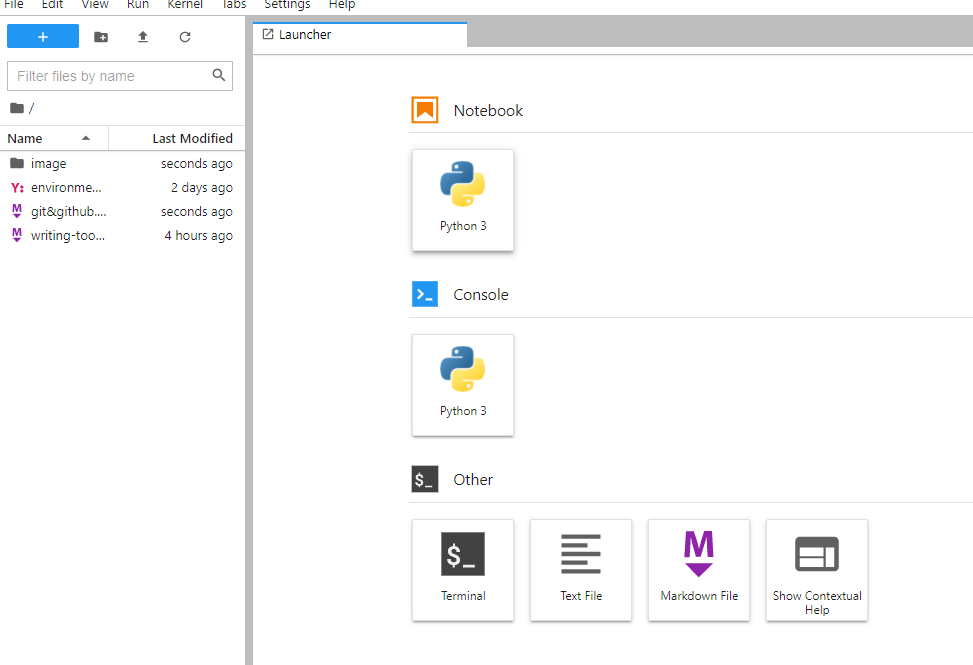 File Edit View Run Kernel Tabs Settings Help
Launcher
Filter files by name
/
Name Last Modified
image seconds ago
Y: environme... 2 days ago
M git&github.... seconds ago
M writing-too... 4 hours ago
Notebook
Python 3
Console
Python 3
$_ Other
$_
Terminal
Text File
M
Markdown File
Show Contextual
Help